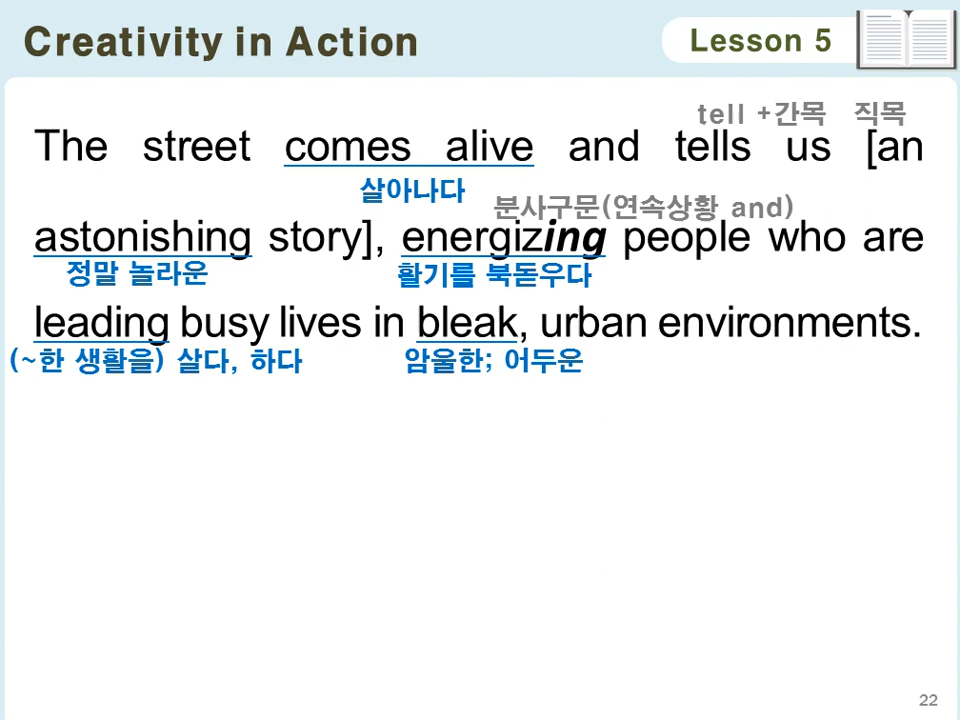 Creativity in Action
Lesson 5
tell +간목 직목
The street comes alive and tells us [an
살아나다
분사구문(연속상황 and)
astonishing story], energizing people who are
정말 놀라운 활기를 북돋우다
leading busy lives in bleak, urban environments.
(~한 생활을) 살다, 하다 암울한; 어두운
22